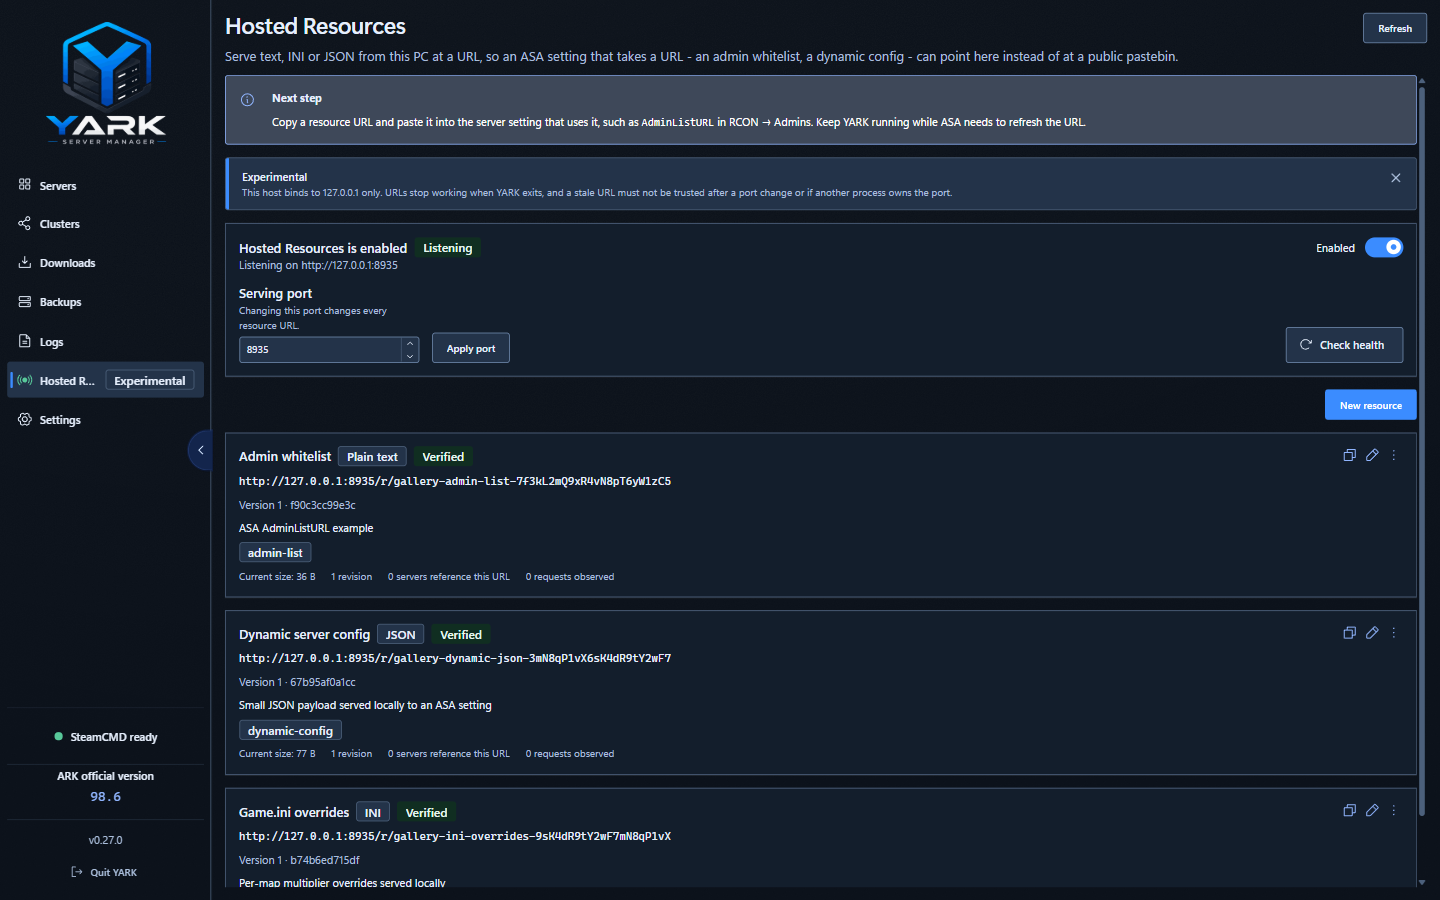 YARK
SERVER MANAGER
Servers
Clusters
Downloads
Backups
Logs
Hosted R... Experimental
Settings
SteamCMD ready
ARK official version
98.6
v0.27.0
Quit YARK
Hosted Resources
Refresh
Serve text, INI or JSON from this PC at a URL, so an ASA setting that takes a URL - an admin whitelist, a dynamic config - can point here instead of at a public pastebin.
Next step
Copy a resource URL and paste it into the server setting that uses it, such as AdminListURL in RCON → Admins. Keep YARK running while ASA needs to refresh the URL.
Experimental
This host binds to 127.0.0.1 only. URLs stop working when YARK exits, and a stale URL must not be trusted after a port change or if another process owns the port.
Hosted Resources is enabled Listening
Enabled
Listening on http://127.0.0.1:8935
Serving port
Changing this port changes every
resource URL.
8935
Apply port
Check health
New resource
Admin whitelist Plain text Verified
http://127.0.0.1:8935/r/gallery-admin-list-7f3kL2mQ9xR4vN8pT6yW1zC5
Version 1 · f90c3cc99e3c
ASA AdminListURL example
admin-list
Current size: 36 B 1 revision 0 servers reference this URL 0 requests observed
Dynamic server config JSON Verified
http://127.0.0.1:8935/r/gallery-dynamic-json-3mN8qP1vX6sK4dR9tY2wF7
Version 1 · 67b95af0a1cc
Small JSON payload served locally to an ASA setting
dynamic-config
Current size: 77 B 1 revision 0 servers reference this URL 0 requests observed
Game.ini overrides INI Verified
http://127.0.0.1:8935/r/gallery-ini-overrides-9sK4dR9tY2wF7mN8qP1vX
Version 1 · b74b6ed715df
Per-map multiplier overrides served locally